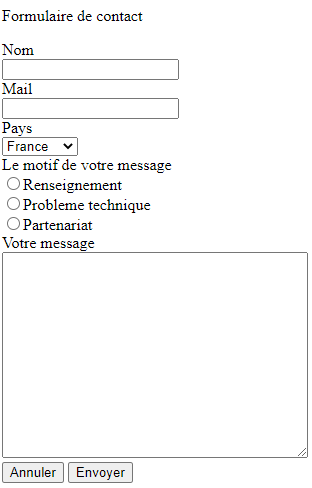 Formulaire de contact
Nom
Mail
Pays
France
Le motif de votre message
Renseignement
Probleme technique
Partenariat
Votre message
Annuler Envoyer